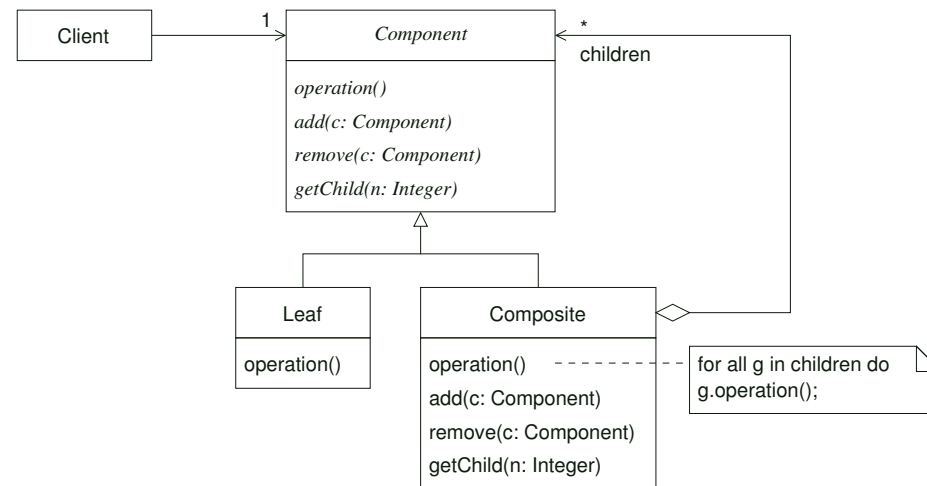 Client
1
Component
*
children
operation()
add(c: Component)
remove(c: Component)
getChild(n: Integer)
Leaf
operation()
Composite
operation()
add(c: Component)
remove(c: Component)
getChild(n: Integer)
for all g in children do
g.operation();